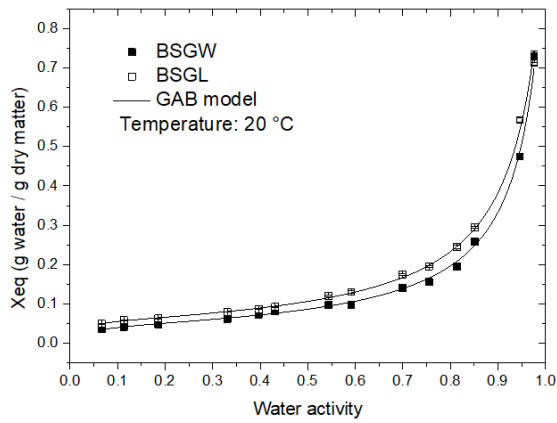 BSGW
BSGL
GAB model
Temperature: 20 °C
Xeq (g water / g dry matter)
0.8
0.7
0.6
0.5
0.4
0.3
0.2
0.1
0.0
0.0 0.1 0.2 0.3 0.4 0.5 0.6 0.7 0.8 0.9 1.0
Water activity